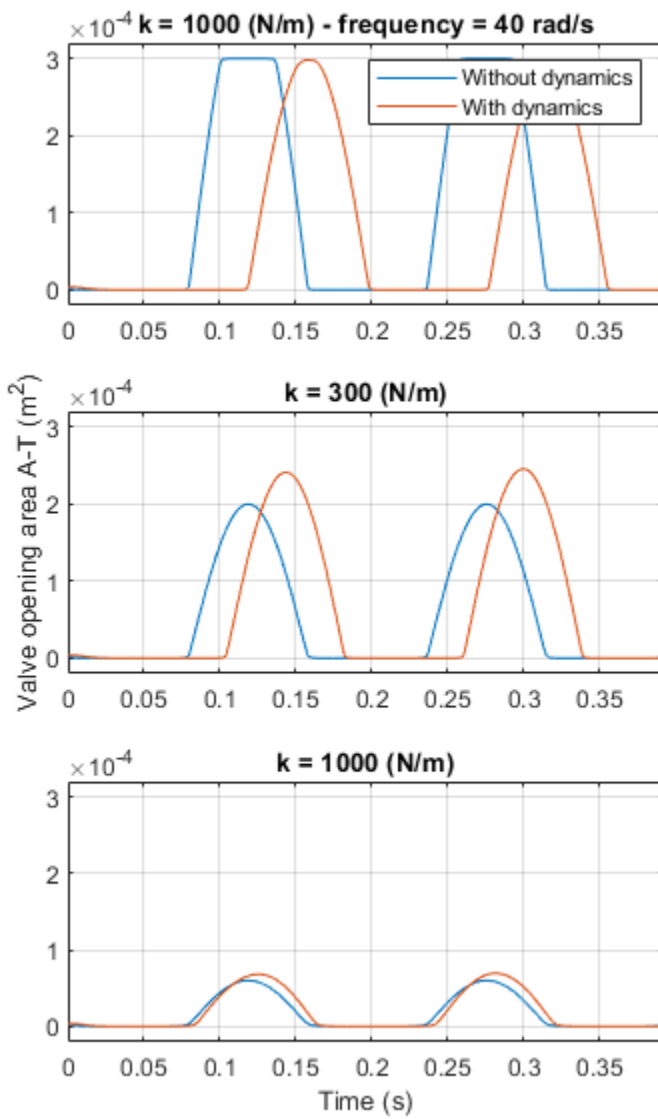 ×10⁻⁴ k = 1000 (N/m) - frequency = 40 rad/s
Without dynamics
With dynamics
3
2
1
0
0 0.05 0.1 0.15 0.2 0.25 0.3 0.35
Valve opening area A-T (m²)
×10⁻⁴ k = 300 (N/m)
3
2
1
0
0 0.05 0.1 0.15 0.2 0.25 0.3 0.35
×10⁻⁴ k = 1000 (N/m)
3
2
1
0
0 0.05 0.1 0.15 0.2 0.25 0.3 0.35
Time (s)